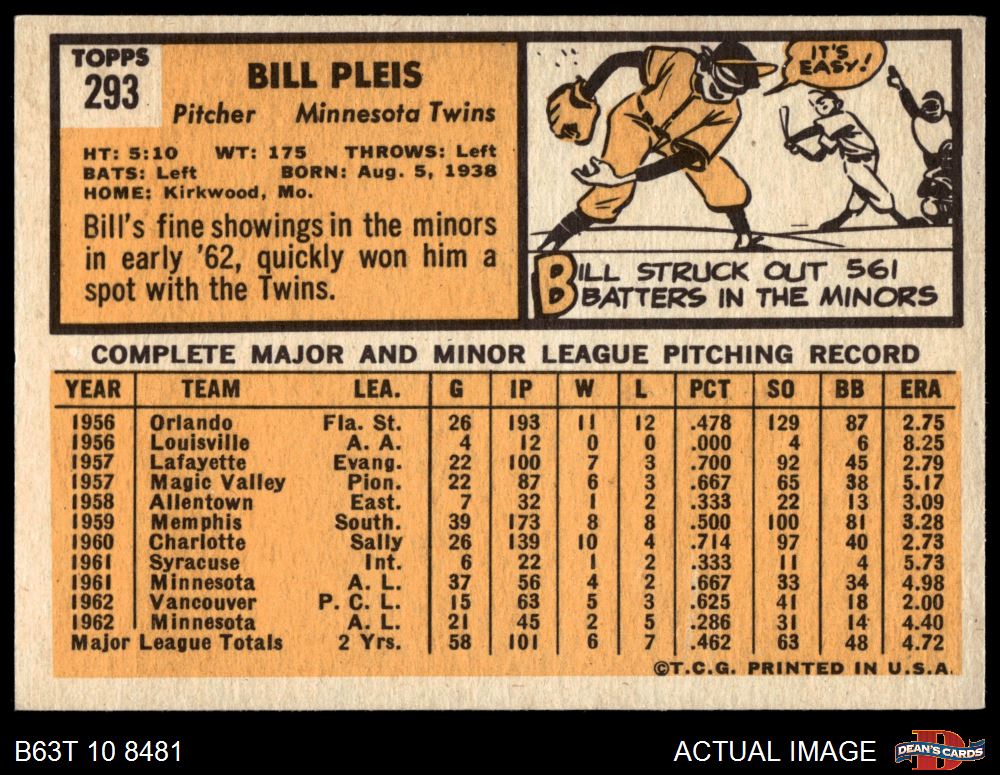 TOPPS
293
BILL PLEIS
Pitcher Minnesota Twins
HT: 5:10 WT: 175 THROWS: Left
BATS: Left BORN: Aug. 5, 1938
HOME: Kirkwood, Mo.
Bill's fine showings in the minors
in early '62, quickly won him a
spot with the Twins.
IT'S
EASY!
BILL STRUCK OUT 561
BATTERS IN THE MINORS
COMPLETE MAJOR AND MINOR LEAGUE PITCHING RECORD
YEAR TEAM LEA. G IP W L PCT SO BB ERA
1956 Orlando Fla. St. 26 193 11 12 .478 129 87 2.75
1956 Louisville A. A. 4 12 0 0 .000 4 6 8.25
1957 Lafayette Evang. 22 100 7 3 .700 92 45 2.79
1957 Magic Valley Pion. 22 87 6 3 .667 65 38 5.17
1958 Allentown East. 7 32 1 2 .333 22 13 3.09
1959 Memphis South. 39 173 8 8 .500 100 81 3.28
1960 Charlotte Sally 26 139 10 4 .714 97 40 2.73
1961 Syracuse Int. 6 22 1 2 .333 11 4 5.73
1961 Minnesota A. L. 37 56 4 2 .667 33 34 4.98
1962 Vancouver P. C. L. 15 63 5 3 .625 41 18 2.00
1962 Minnesota A. L. 21 45 2 5 .286 31 14 4.40
Major League Totals 2 Yrs. 58 101 6 7 .462 63 48 4.72
©T.C.G. PRINTED IN U.S.A.
B63T 10 8481
ACTUAL IMAGE
DEAN'S CARDS